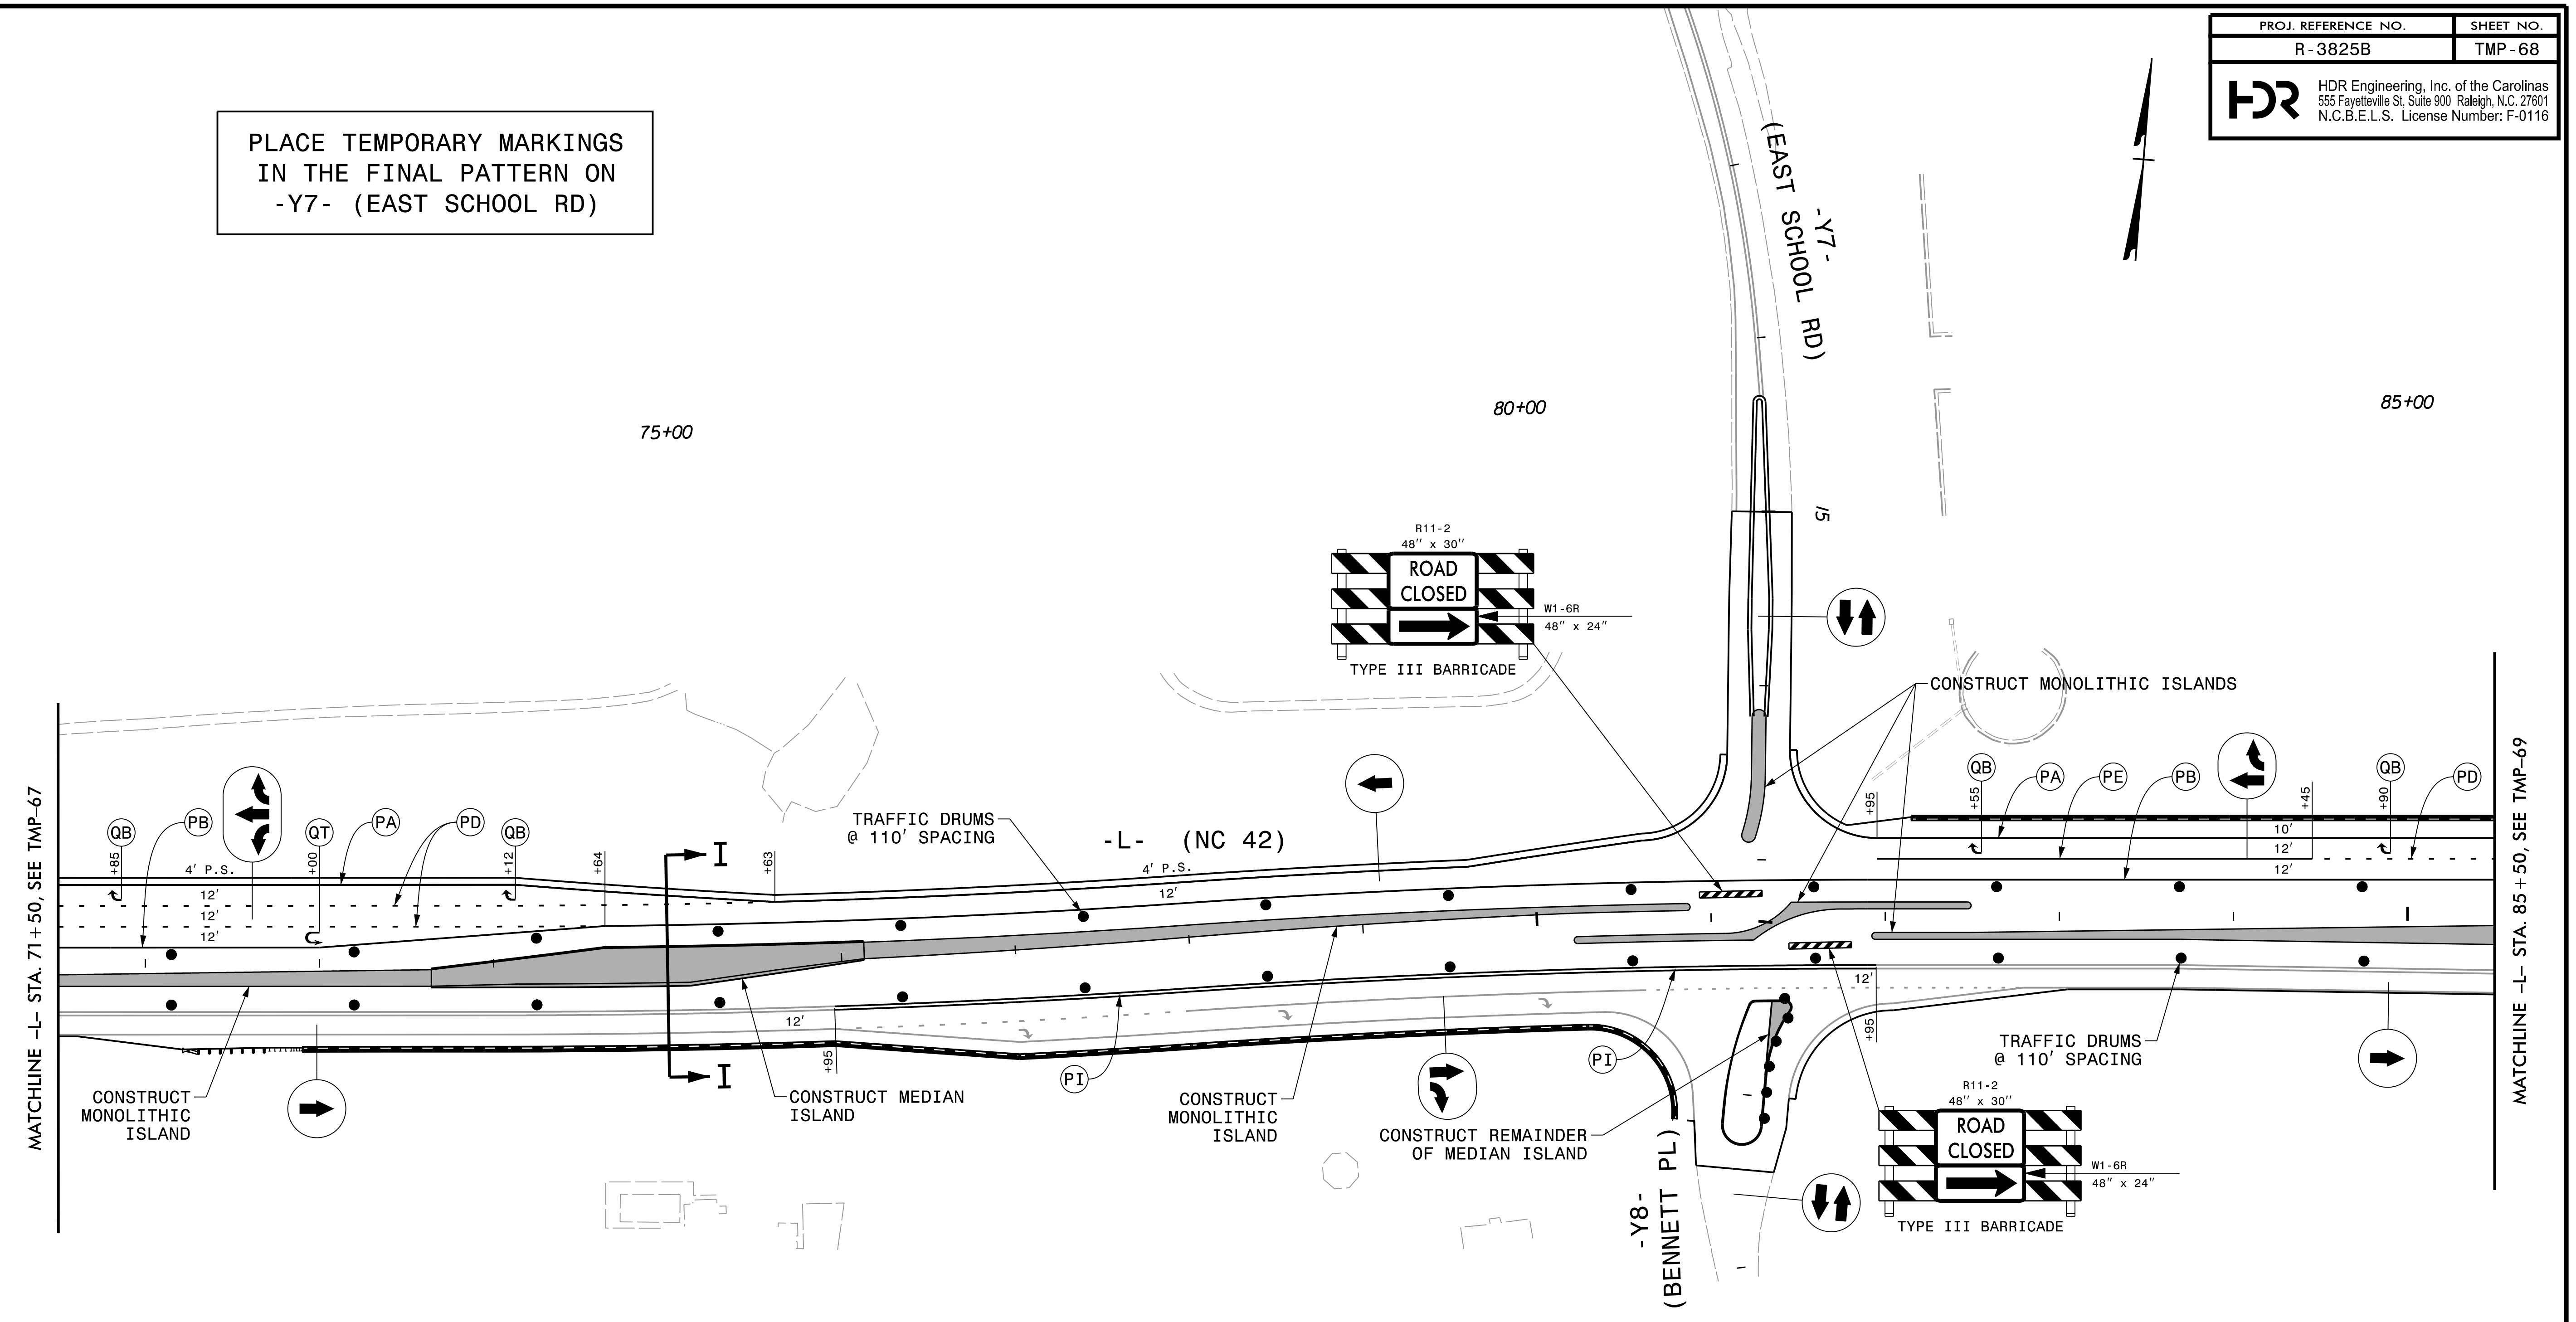 PROJ. REFERENCE NO.
SHEET NO.
R-3825B
TMP-68
HDR
HDR Engineering, Inc. of the Carolinas
555 Fayetteville St, Suite 900 Raleigh, N.C. 27601
N.C.B.E.L.S. License Number: F-0116
PLACE TEMPORARY MARKINGS
IN THE FINAL PATTERN ON
-Y7- (EAST SCHOOL RD)
-Y7-
(EAST SCHOOL RD)
75+00
80+00
85+00
15
R11-2
48" x 30"
ROAD
CLOSED
W1-6R
48" x 24"
TYPE III BARRICADE
CONSTRUCT MONOLITHIC ISLANDS
MATCHLINE -L- STA. 71+50, SEE TMP-67
QB
+85
PB
QT
+00
PA
PD
QB
+12
+64
I
+63
4' P.S.
12'
12'
12'
TRAFFIC DRUMS
@ 110' SPACING
-L- (NC 42)
4' P.S.
12'
+95
QB
+55
PA
PE
PB
+45
QB
+90
PD
10'
12'
12'
MATCHLINE -L- STA. 85+50, SEE TMP-69
12'
+95
I
CONSTRUCT
MONOLITHIC
ISLAND
CONSTRUCT MEDIAN
ISLAND
PI
CONSTRUCT
MONOLITHIC
ISLAND
CONSTRUCT REMAINDER
OF MEDIAN ISLAND
PI
12'
+95
TRAFFIC DRUMS
@ 110' SPACING
-Y8-
(BENNETT PL)
R11-2
48" x 30"
ROAD
CLOSED
W1-6R
48" x 24"
TYPE III BARRICADE